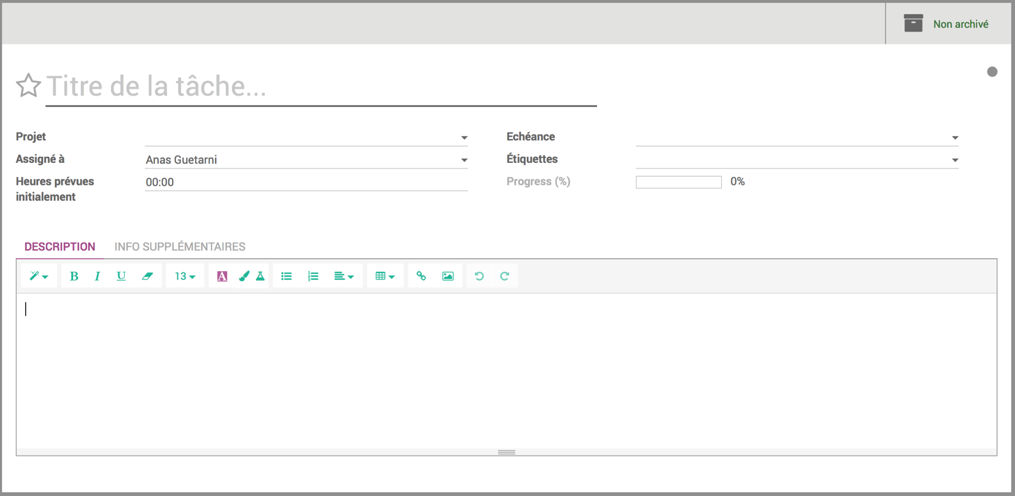 Non archivé
Titre de la tâche...
Projet
Echéance
Assigné à
Anas Guetarni
Étiquettes
Heures prévues
initialement
00:00
Progress (%)
0%
DESCRIPTION INFO SUPPLÉMENTAIRES
B I U 13 A